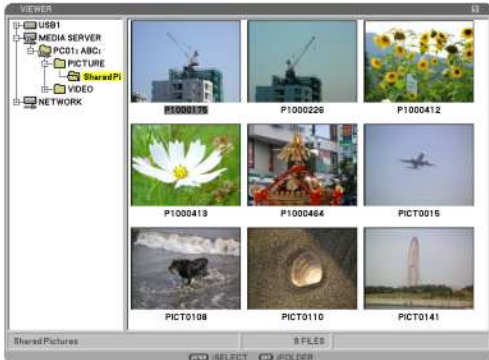 VIEWER
USB1
MEDIA SERVER
PC01: ABC:
PICTURE
SharedPi
VIDEO
NETWORK
P1000175 P1000226 P1000412
P1000413 P1000464 PICT0015
PICT0108 PICT0110 PICT0141
Shared Pictures 9 FILES
:SELECT :FOLDER